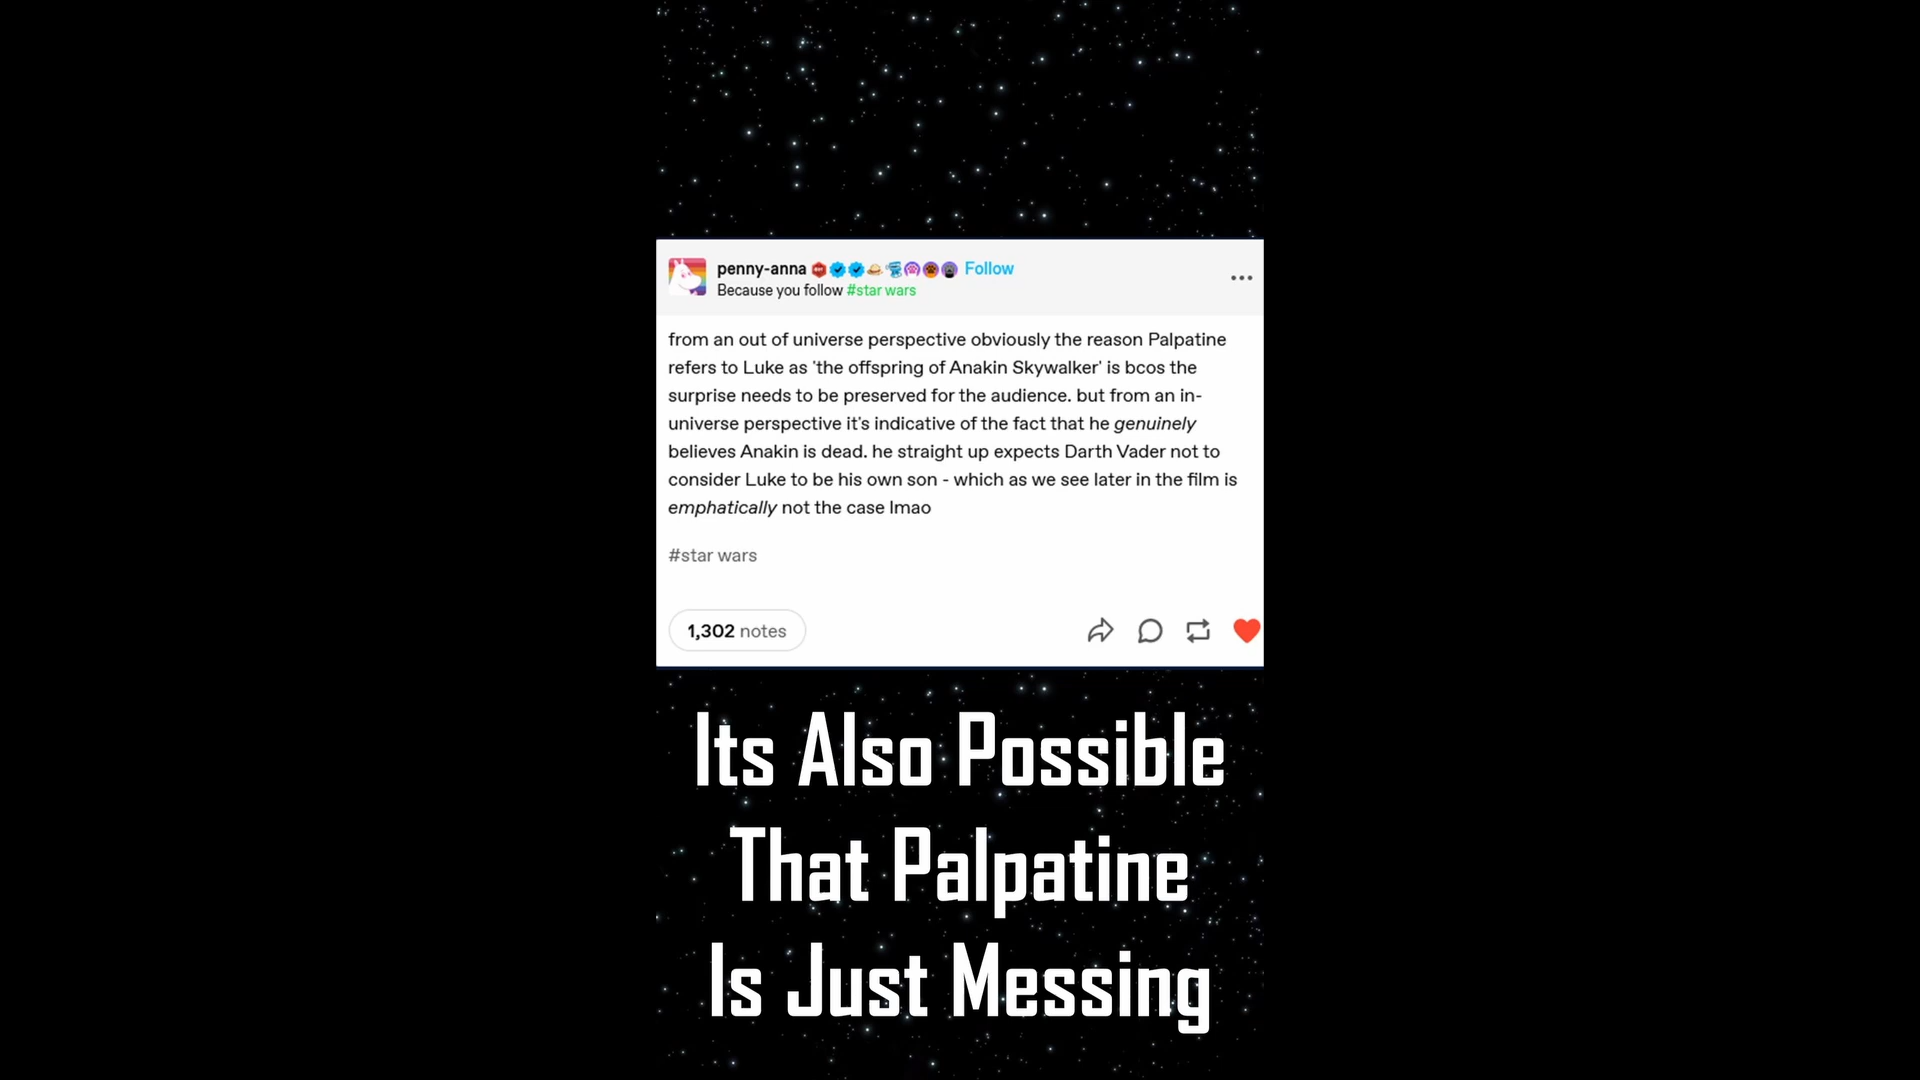 penny-anna Follow
Because you follow #star wars
from an out of universe perspective obviously the reason Palpatine
refers to Luke as 'the offspring of Anakin Skywalker' is bcos the
surprise needs to be preserved for the audience. but from an in-
universe perspective it's indicative of the fact that he genuinely
believes Anakin is dead. he straight up expects Darth Vader not to
consider Luke to be his own son - which as we see later in the film is
emphatically not the case lmao
#star wars
1,302 notes
Its Also Possible
That Palpatine
Is Just Messing